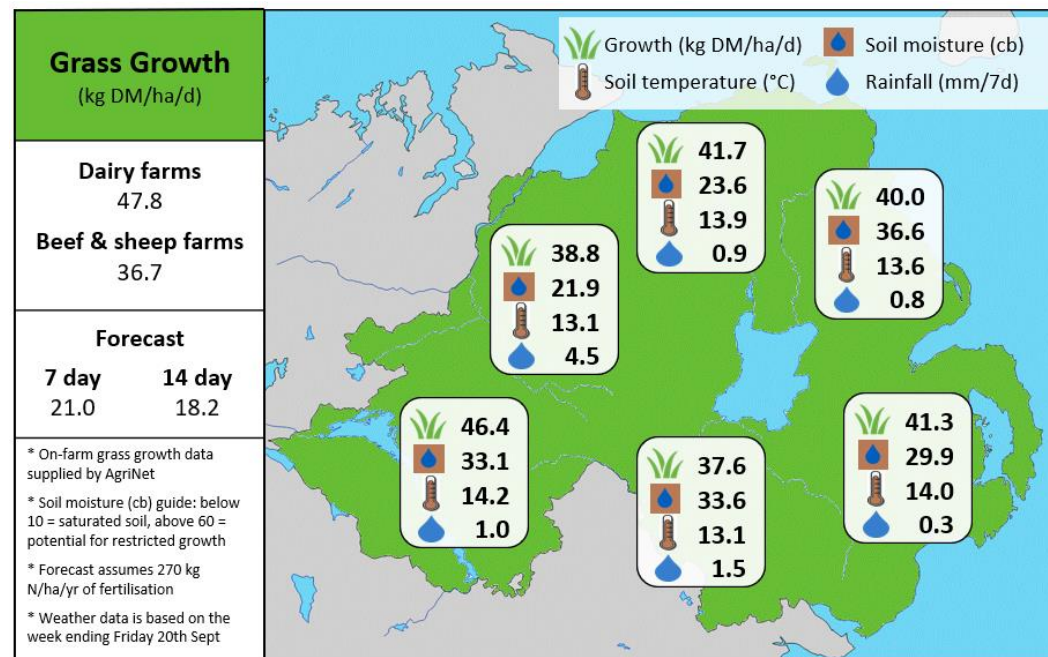 Grass Growth
(kg DM/ha/d)
Dairy farms
47.8
Beef & sheep farms
36.7
Forecast
7 day 14 day
21.0 18.2
* On-farm grass growth data
supplied by AgriNet
* Soil moisture (cb) guide: below
10 = saturated soil, above 60 =
potential for restricted growth
* Forecast assumes 270 kg
N/ha/yr of fertilisation
* Weather data is based on the
week ending Friday 20th Sept
Growth (kg DM/ha/d) Soil moisture (cb)
Soil temperature (°C) Rainfall (mm/7d)
41.7
23.6
13.9
0.9
40.0
36.6
13.6
0.8
38.8
21.9
13.1
4.5
46.4
33.1
14.2
1.0
37.6
33.6
13.1
1.5
41.3
29.9
14.0
0.3